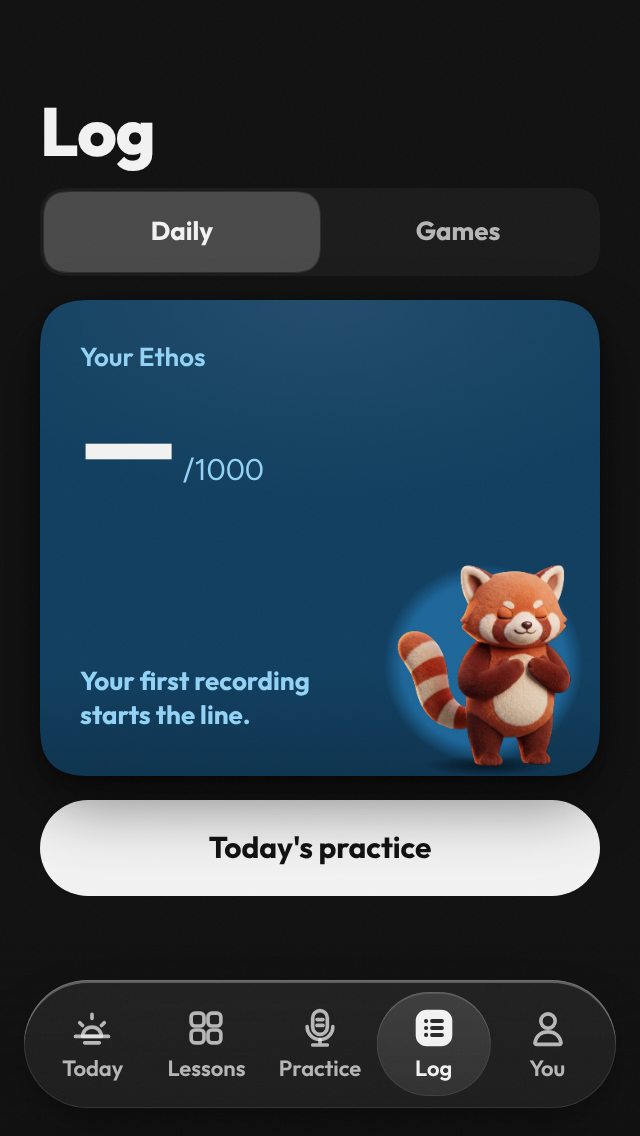 Log
Daily
Games
Your Ethos
— /1000
Your first recording
starts the line.
Today's practice
Today
Lessons
Practice
Log
You